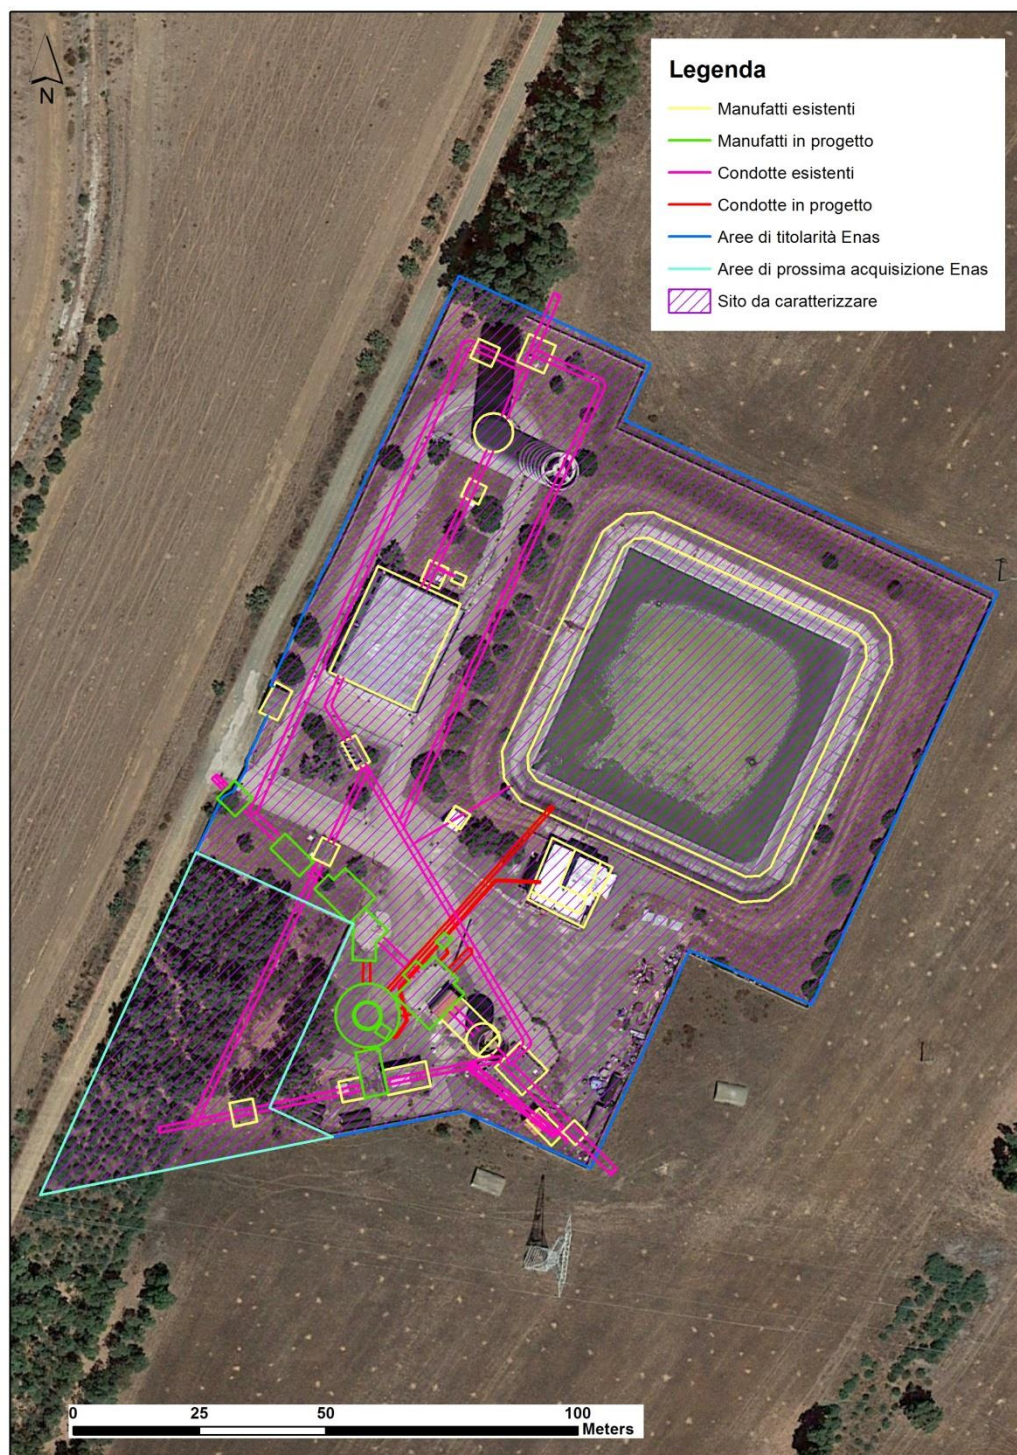 N
Legenda
Manufatti esistenti
Manufatti in progetto
Condotte esistenti
Condotte in progetto
Aree di titolarità Enas
Aree di prossima acquisizione Enas
Sito da caratterizzare
0 25 50 100
Meters